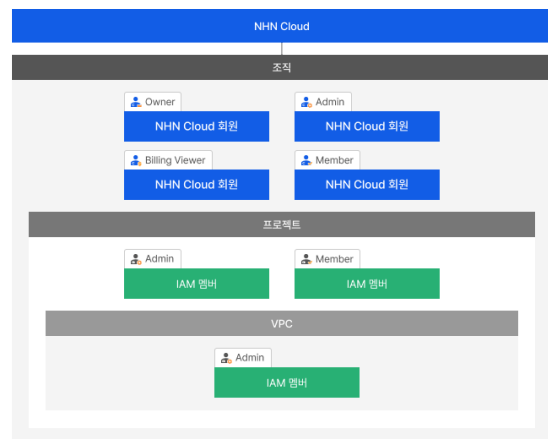 NHN Cloud
조직
Owner
Admin
NHN Cloud 회원
NHN Cloud 회원
Billing Viewer
Member
NHN Cloud 회원
NHN Cloud 회원
프로젝트
Admin
Member
IAM 멤버
IAM 멤버
VPC
Admin
IAM 멤버